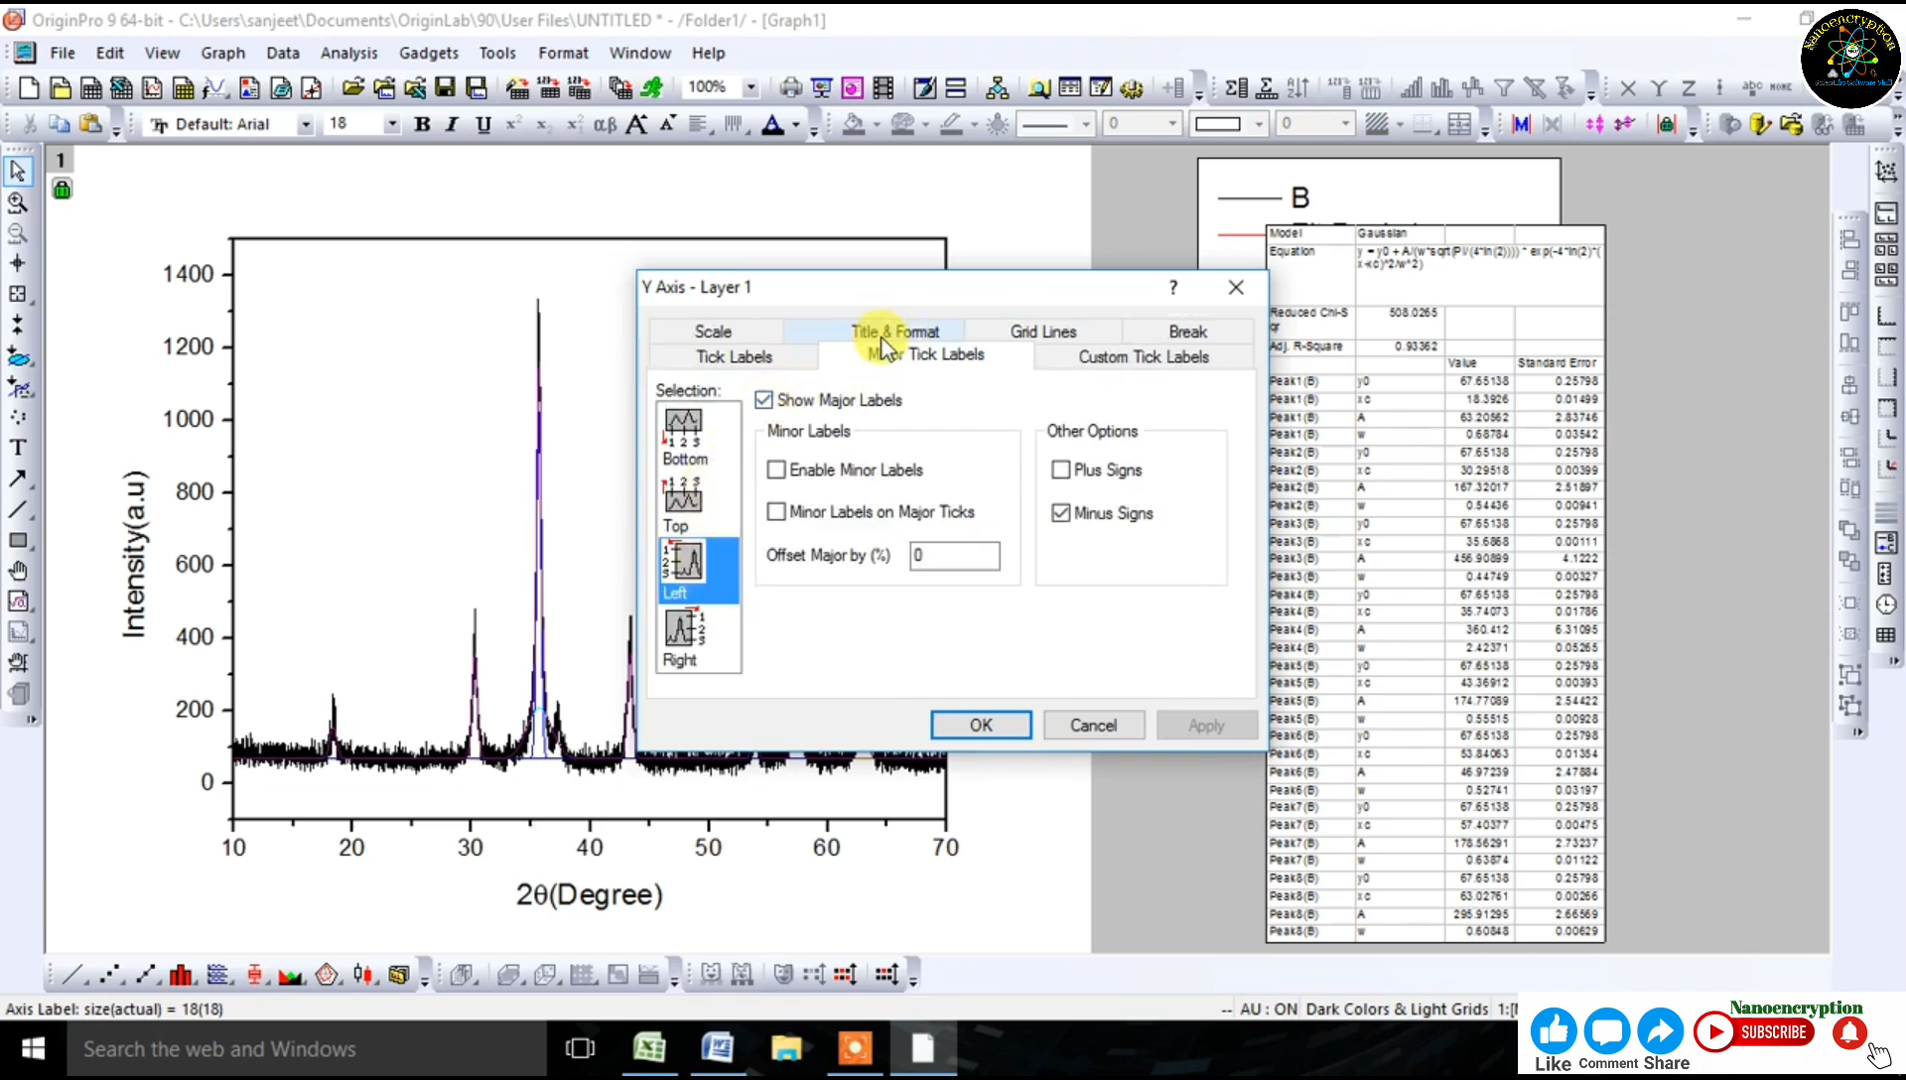 OriginPro 9 64-bit - C:\Users\sanjeet\Documents\OriginLab\90\User Files\UNTITLED * - /Folder1/ - [Graph1]
File Edit View Graph Data Analysis Gadgets Tools Format Window Help
100%
Default: Arial 18 B I U
0 0
1
Nanoencryption
B
Model Gaussian
Equation y = y0 + A/(w*sqrt(PI/(4*ln(2)))) * exp(-4*ln(2)*(x-xc)^2/w^2)
Reduced Chi-Sqr 508.0265
Adj. R-Square 0.93362
Value Standard Error
Peak1(B) y0 67.65138 0.25798
Peak1(B) xc 18.3926 0.01499
Peak1(B) A 63.20562 2.83746
Peak1(B) w 0.68784 0.03542
Peak2(B) y0 67.65138 0.25798
Peak2(B) xc 30.29518 0.00399
Peak2(B) A 167.32017 2.51897
Peak2(B) w 0.54436 0.00941
Peak3(B) y0 67.65138 0.25798
Peak3(B) xc 35.6868 0.00111
Peak3(B) A 456.90899 4.1222
Peak3(B) w 0.44749 0.00327
Peak4(B) y0 67.65138 0.25798
Peak4(B) xc 35.74073 0.01786
Peak4(B) A 360.412 6.31095
Peak4(B) w 2.42371 0.05265
Peak5(B) y0 67.65138 0.25798
Peak5(B) xc 43.36912 0.00393
Peak5(B) A 174.77089 2.54422
Peak5(B) w 0.55515 0.00928
Peak6(B) y0 67.65138 0.25798
Peak6(B) xc 53.84063 0.01354
Peak6(B) A 46.97239 2.47884
Peak6(B) w 0.52741 0.03197
Peak7(B) y0 67.65138 0.25798
Peak7(B) xc 57.40377 0.00475
Peak7(B) A 178.56291 2.73237
Peak7(B) w 0.63874 0.01122
Peak8(B) y0 67.65138 0.25798
Peak8(B) xc 63.02761 0.00266
Peak8(B) A 295.91295 2.66569
Peak8(B) w 0.60848 0.00629
Y Axis - Layer 1
Scale Title & Format Grid Lines Break
Tick Labels Minor Tick Labels Custom Tick Labels
Selection:
Bottom
Top
Left
Right
Show Major Labels
Minor Labels
Enable Minor Labels
Minor Labels on Major Ticks
Offset Major by (%) 0
Other Options
Plus Signs
Minus Signs
OK Cancel Apply
1400
1200
1000
800
600
400
200
0
Intensity(a.u)
10 20 30 40 50 60 70
2θ(Degree)
Axis Label: size(actual) = 18(18)
-- AU : ON Dark Colors & Light Grids
Search the web and Windows
Nanoencryption
SUBSCRIBE
Like Comment Share